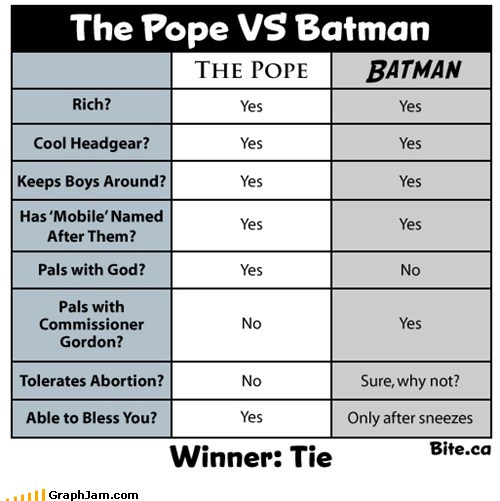 The Pope VS Batman
THE POPE BATMAN
Rich? Yes Yes
Cool Headgear? Yes Yes
Keeps Boys Around? Yes Yes
Has ‘Mobile’ Named
After Them? Yes Yes
Pals with God? Yes No
Pals with
Commissioner
Gordon? No Yes
Tolerates Abortion? No Sure, why not?
Able to Bless You? Yes Only after sneezes
Winner: Tie
Bite.ca
GraphJam.com